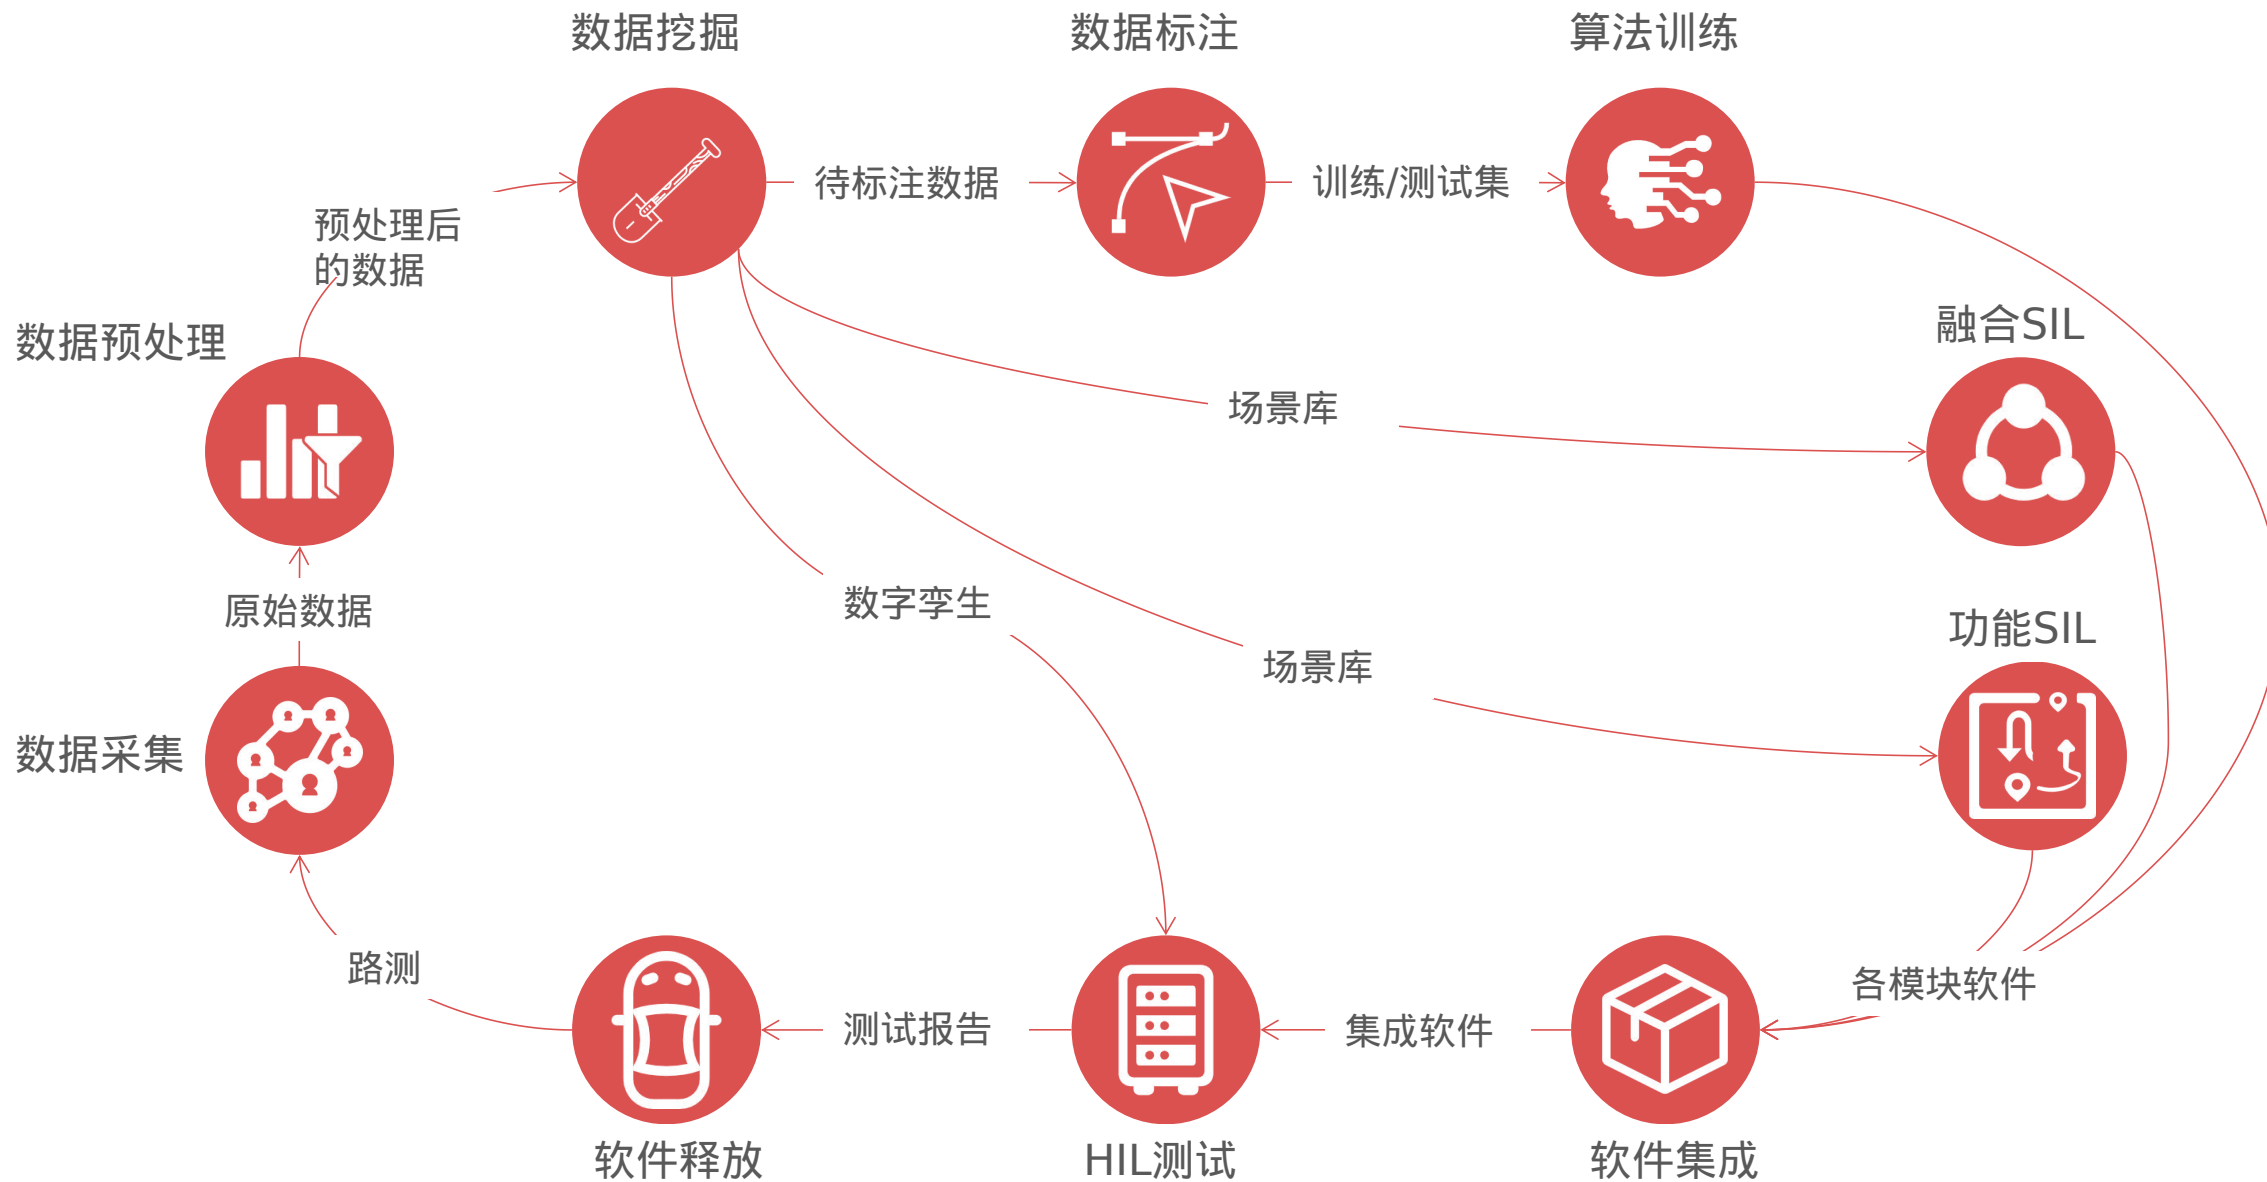 数据挖掘
数据标注
算法训练
待标注数据
训练/测试集
预处理后
的数据
数据预处理
融合SIL
场景库
原始数据
数字孪生
功能SIL
场景库
数据采集
路测
各模块软件
测试报告
集成软件
软件释放
HIL测试
软件集成